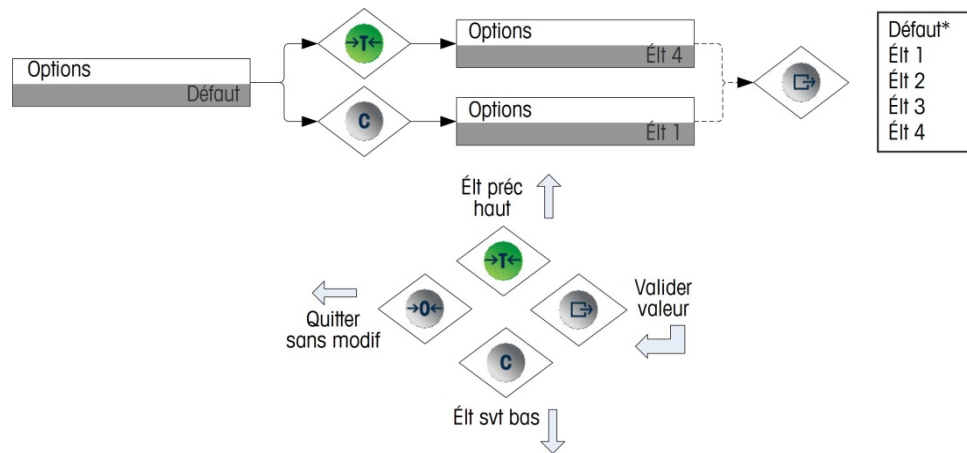 Options
Défaut
→T←
C
Options
Élt 4
Options
Élt 1
Défaut*
Élt 1
Élt 2
Élt 3
Élt 4
Élt préc
haut
→T←
→0←
Quitter
sans modif
Valider
valeur
C
Élt svt bas